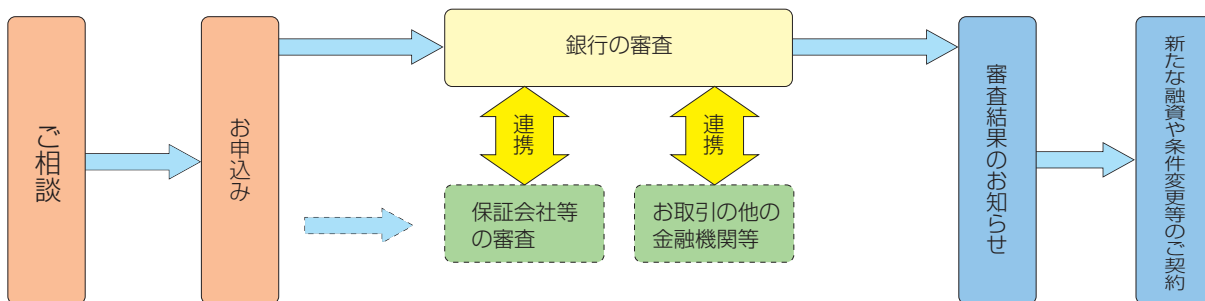 ご相談
お申込み
銀行の審査
連携
連携
保証会社等
の審査
お取引の他の
金融機関等
審査結果のお知らせ
新たな融資や条件変更等のご契約